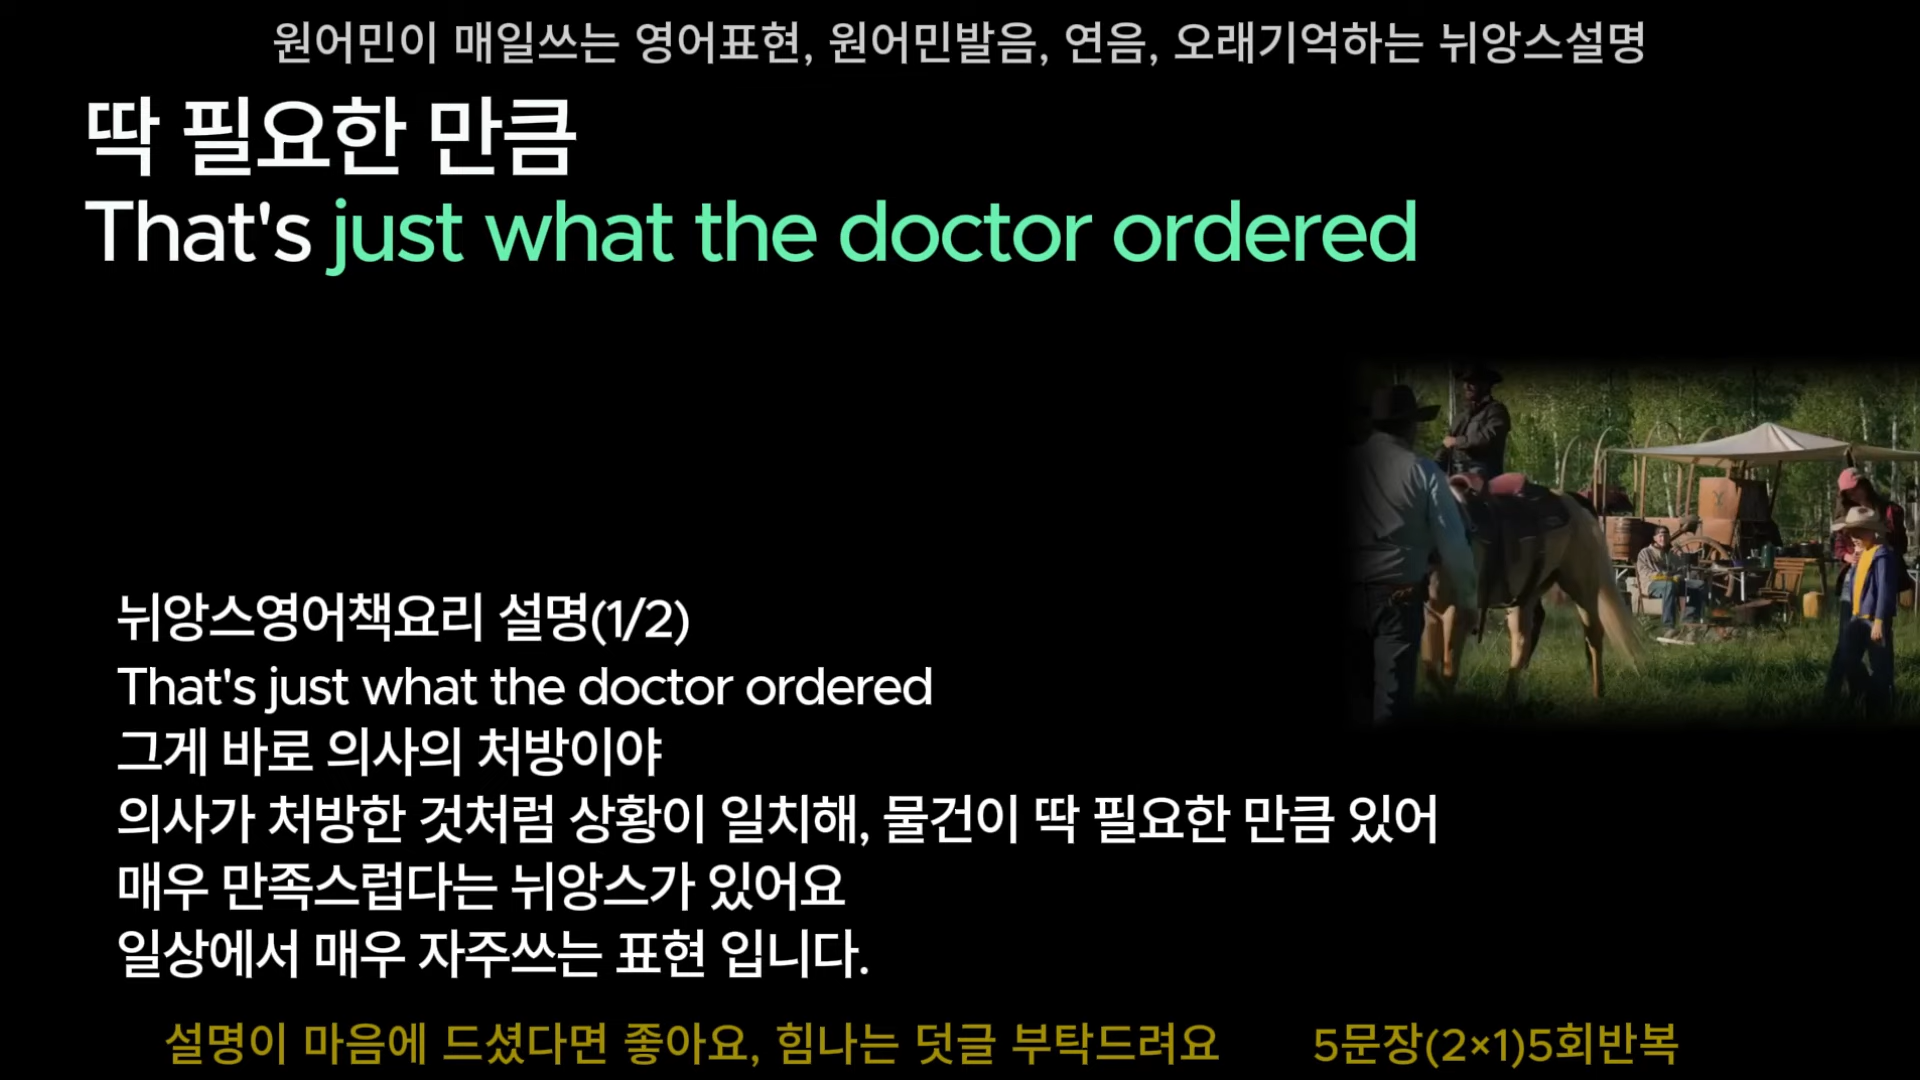 원어민이 매일쓰는 영어표현, 원어민발음, 연음, 오래기억하는 뉘앙스설명
딱 필요한 만큼
That's just what the doctor ordered
뉘앙스영어책요리 설명(1/2)
That's just what the doctor ordered
그게 바로 의사의 처방이야
의사가 처방한 것처럼 상황이 일치해, 물건이 딱 필요한 만큼 있어
매우 만족스럽다는 뉘앙스가 있어요
일상에서 매우 자주쓰는 표현 입니다.
설명이 마음에 드셨다면 좋아요, 힘나는 덧글 부탁드려요
5문장(2×1)5회반복